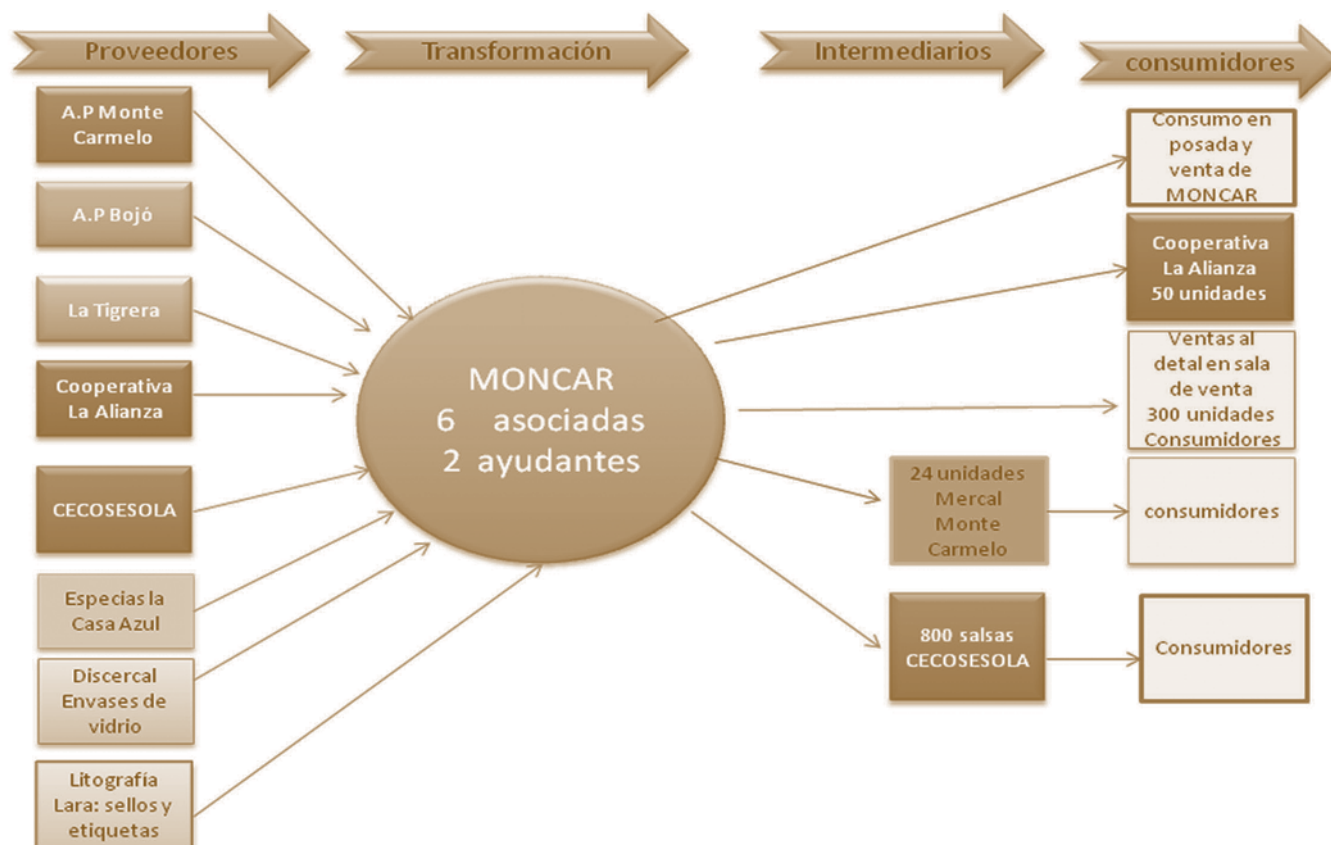 Proveedores
Transformación
Intermediarios
consumidores
A.P Monte
Carmelo
A.P Bojó
La Tigrera
Cooperativa
La Alianza
CECOSESOLA
Especias la
Casa Azul
Discercal
Envases de
vidrio
Litografía
Lara: sellos y
etiquetas
MONCAR
6 asociadas
2 ayudantes
24 unidades
Mercal
Monte
Carmelo
800 salsas
CECOSESOLA
Consumo en
posada y
venta de
MONCAR
Cooperativa
La Alianza
50 unidades
Ventas al
detal en sala
de venta
300 unidades
Consumidores
consumidores
Consumidores